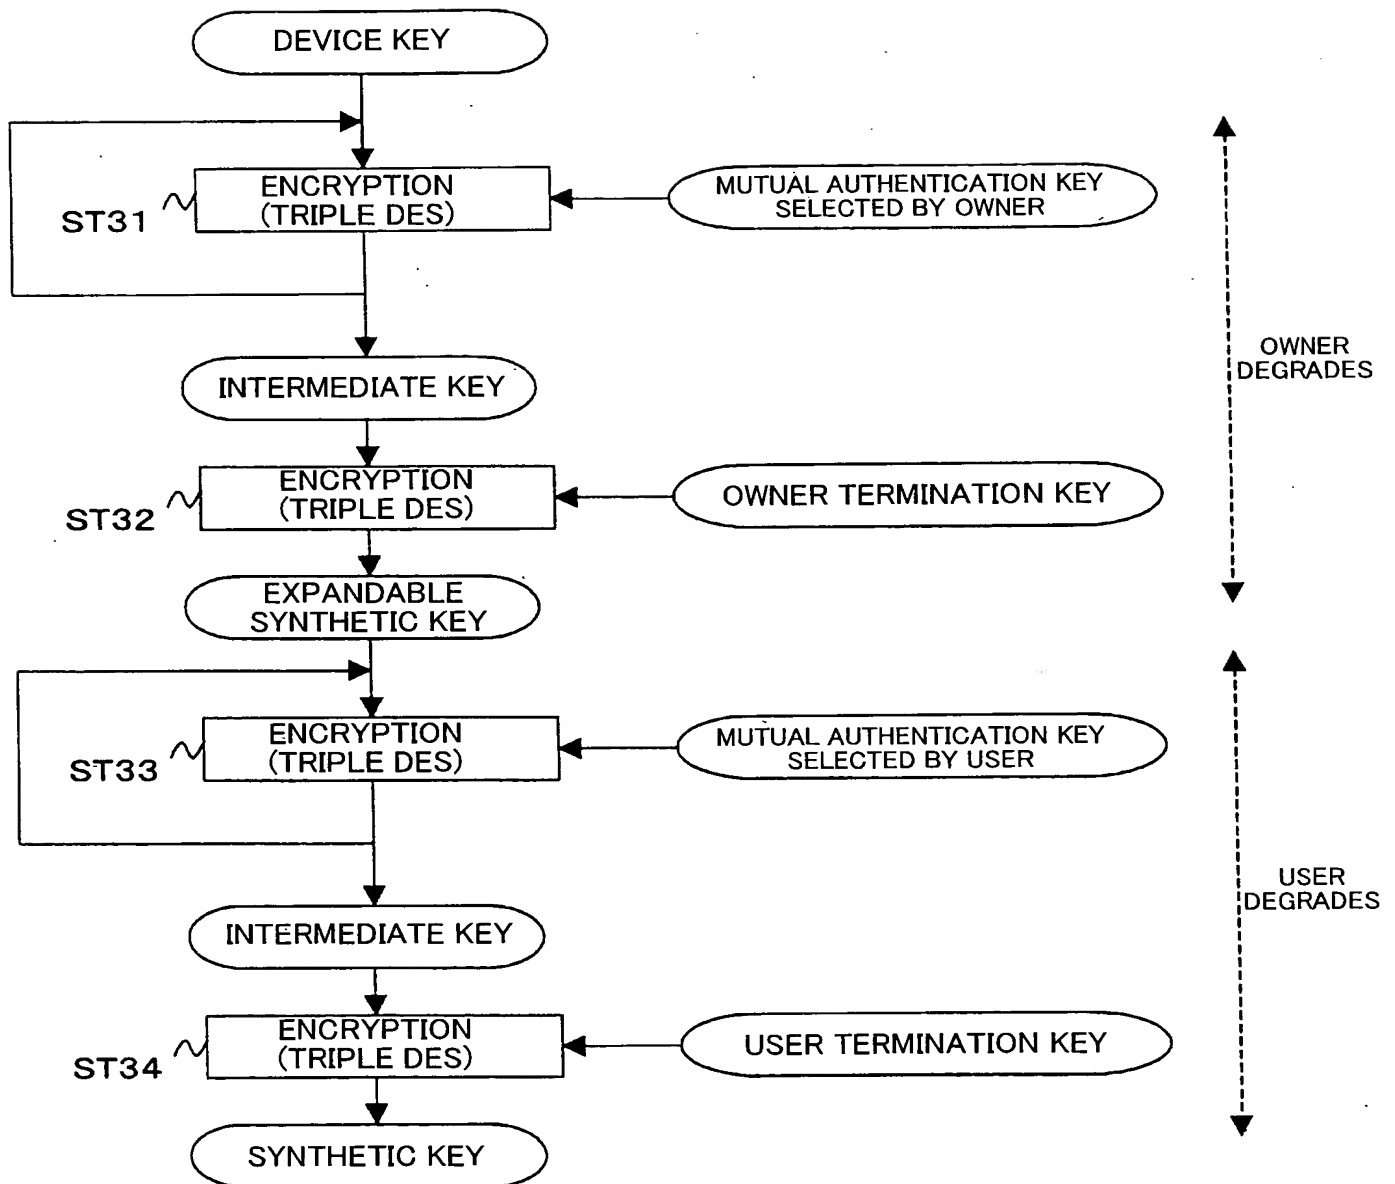 DEVICE KEY
ENCRYPTION
(TRIPLE DES)
ST31
MUTUAL AUTHENTICATION KEY
SELECTED BY OWNER
INTERMEDIATE KEY
OWNER
DEGRADES
ENCRYPTION
(TRIPLE DES)
ST32
OWNER TERMINATION KEY
EXPANDABLE
SYNTHETIC KEY
ENCRYPTION
(TRIPLE DES)
ST33
MUTUAL AUTHENTICATION KEY
SELECTED BY USER
USER
DEGRADES
INTERMEDIATE KEY
ENCRYPTION
(TRIPLE DES)
ST34
USER TERMINATION KEY
SYNTHETIC KEY